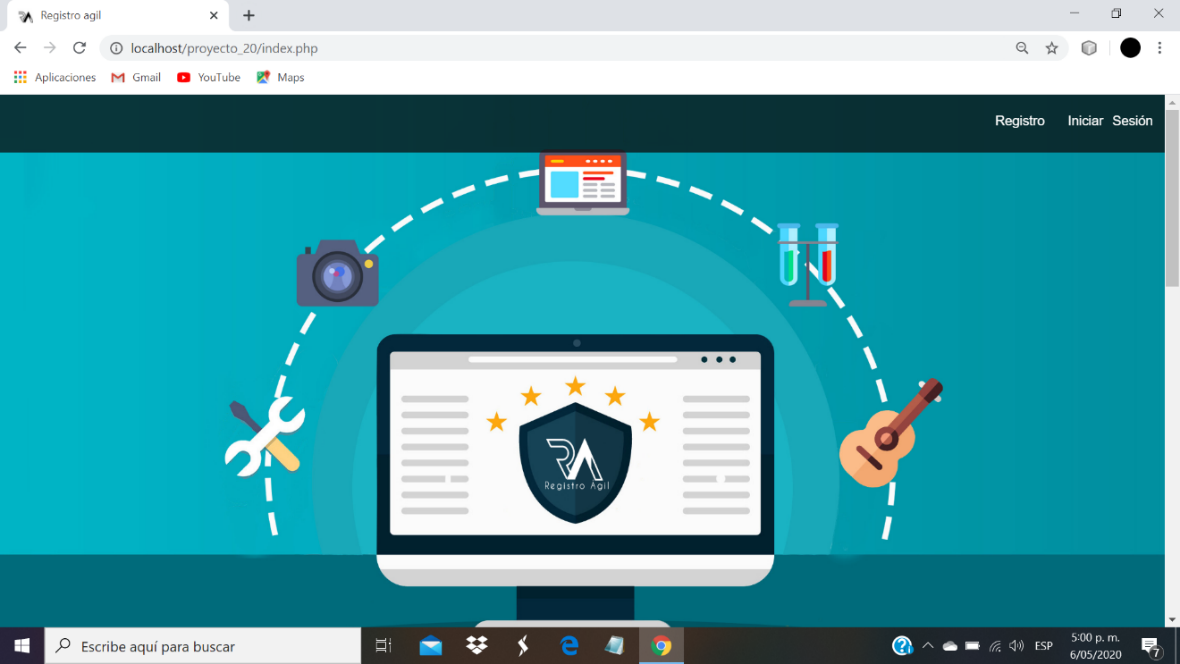 Registro agil
localhost/proyecto_20/index.php
Aplicaciones Gmail YouTube Maps
Registro Iniciar Sesión
RA
Registro Agil
Escribe aquí para buscar
ESP
5:00 p. m.
6/05/2020
7